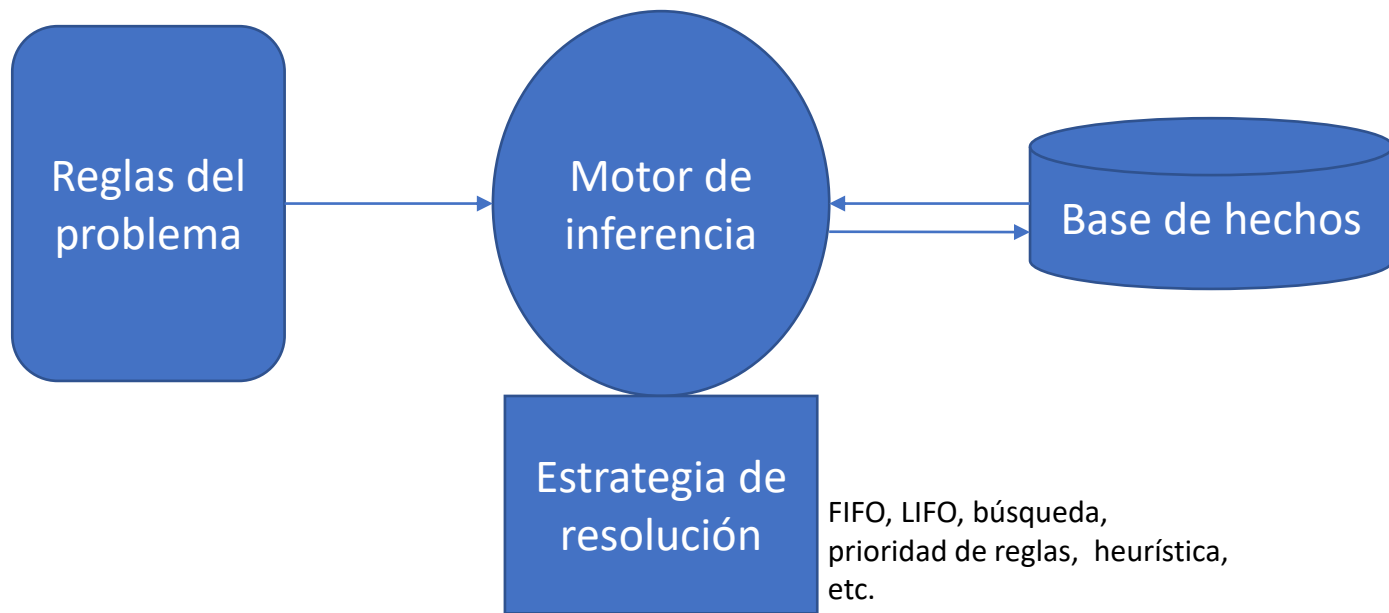 Reglas del
problema
Motor de
inferencia
Base de hechos
Estrategia de
resolución
FIFO, LIFO, búsqueda,
prioridad de reglas, heurística,
etc.